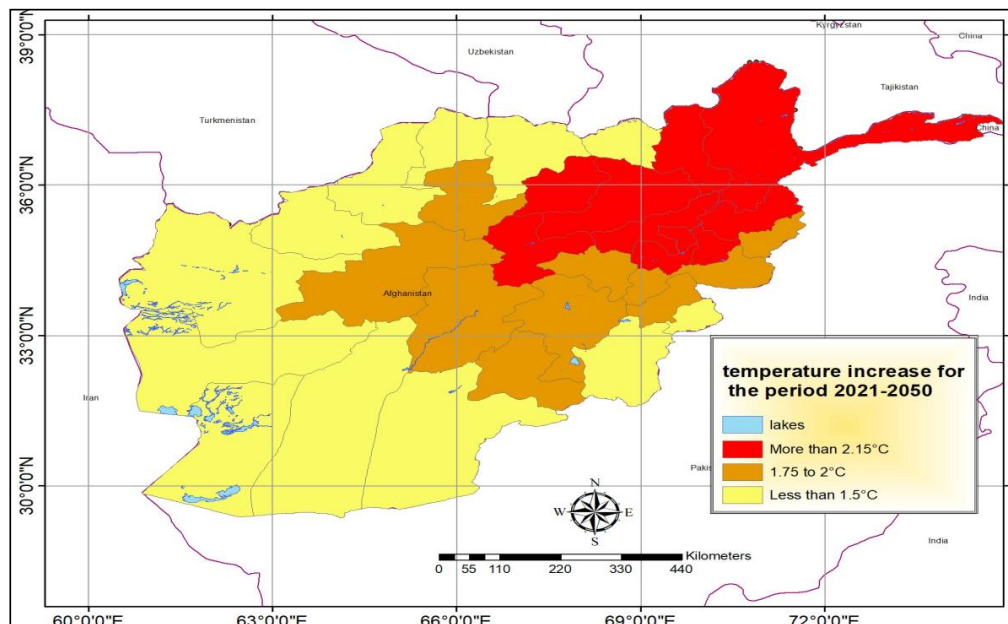 39°0'0"N
36°0'0"N
33°0'0"N
30°0'0"N
Kyrgyzstan
China
Uzbekistan
Tajikistan
Turkmenistan
China
Afghanistan
India
Iran
temperature increase for
the period 2021-2050
lakes
More than 2.15°C
1.75 to 2°C
Less than 1.5°C
Pakis
India
N
W E
S
Kilometers
0 55 110 220 330 440
60°0'0"E 63°0'0"E 66°0'0"E 69°0'0"E 72°0'0"E